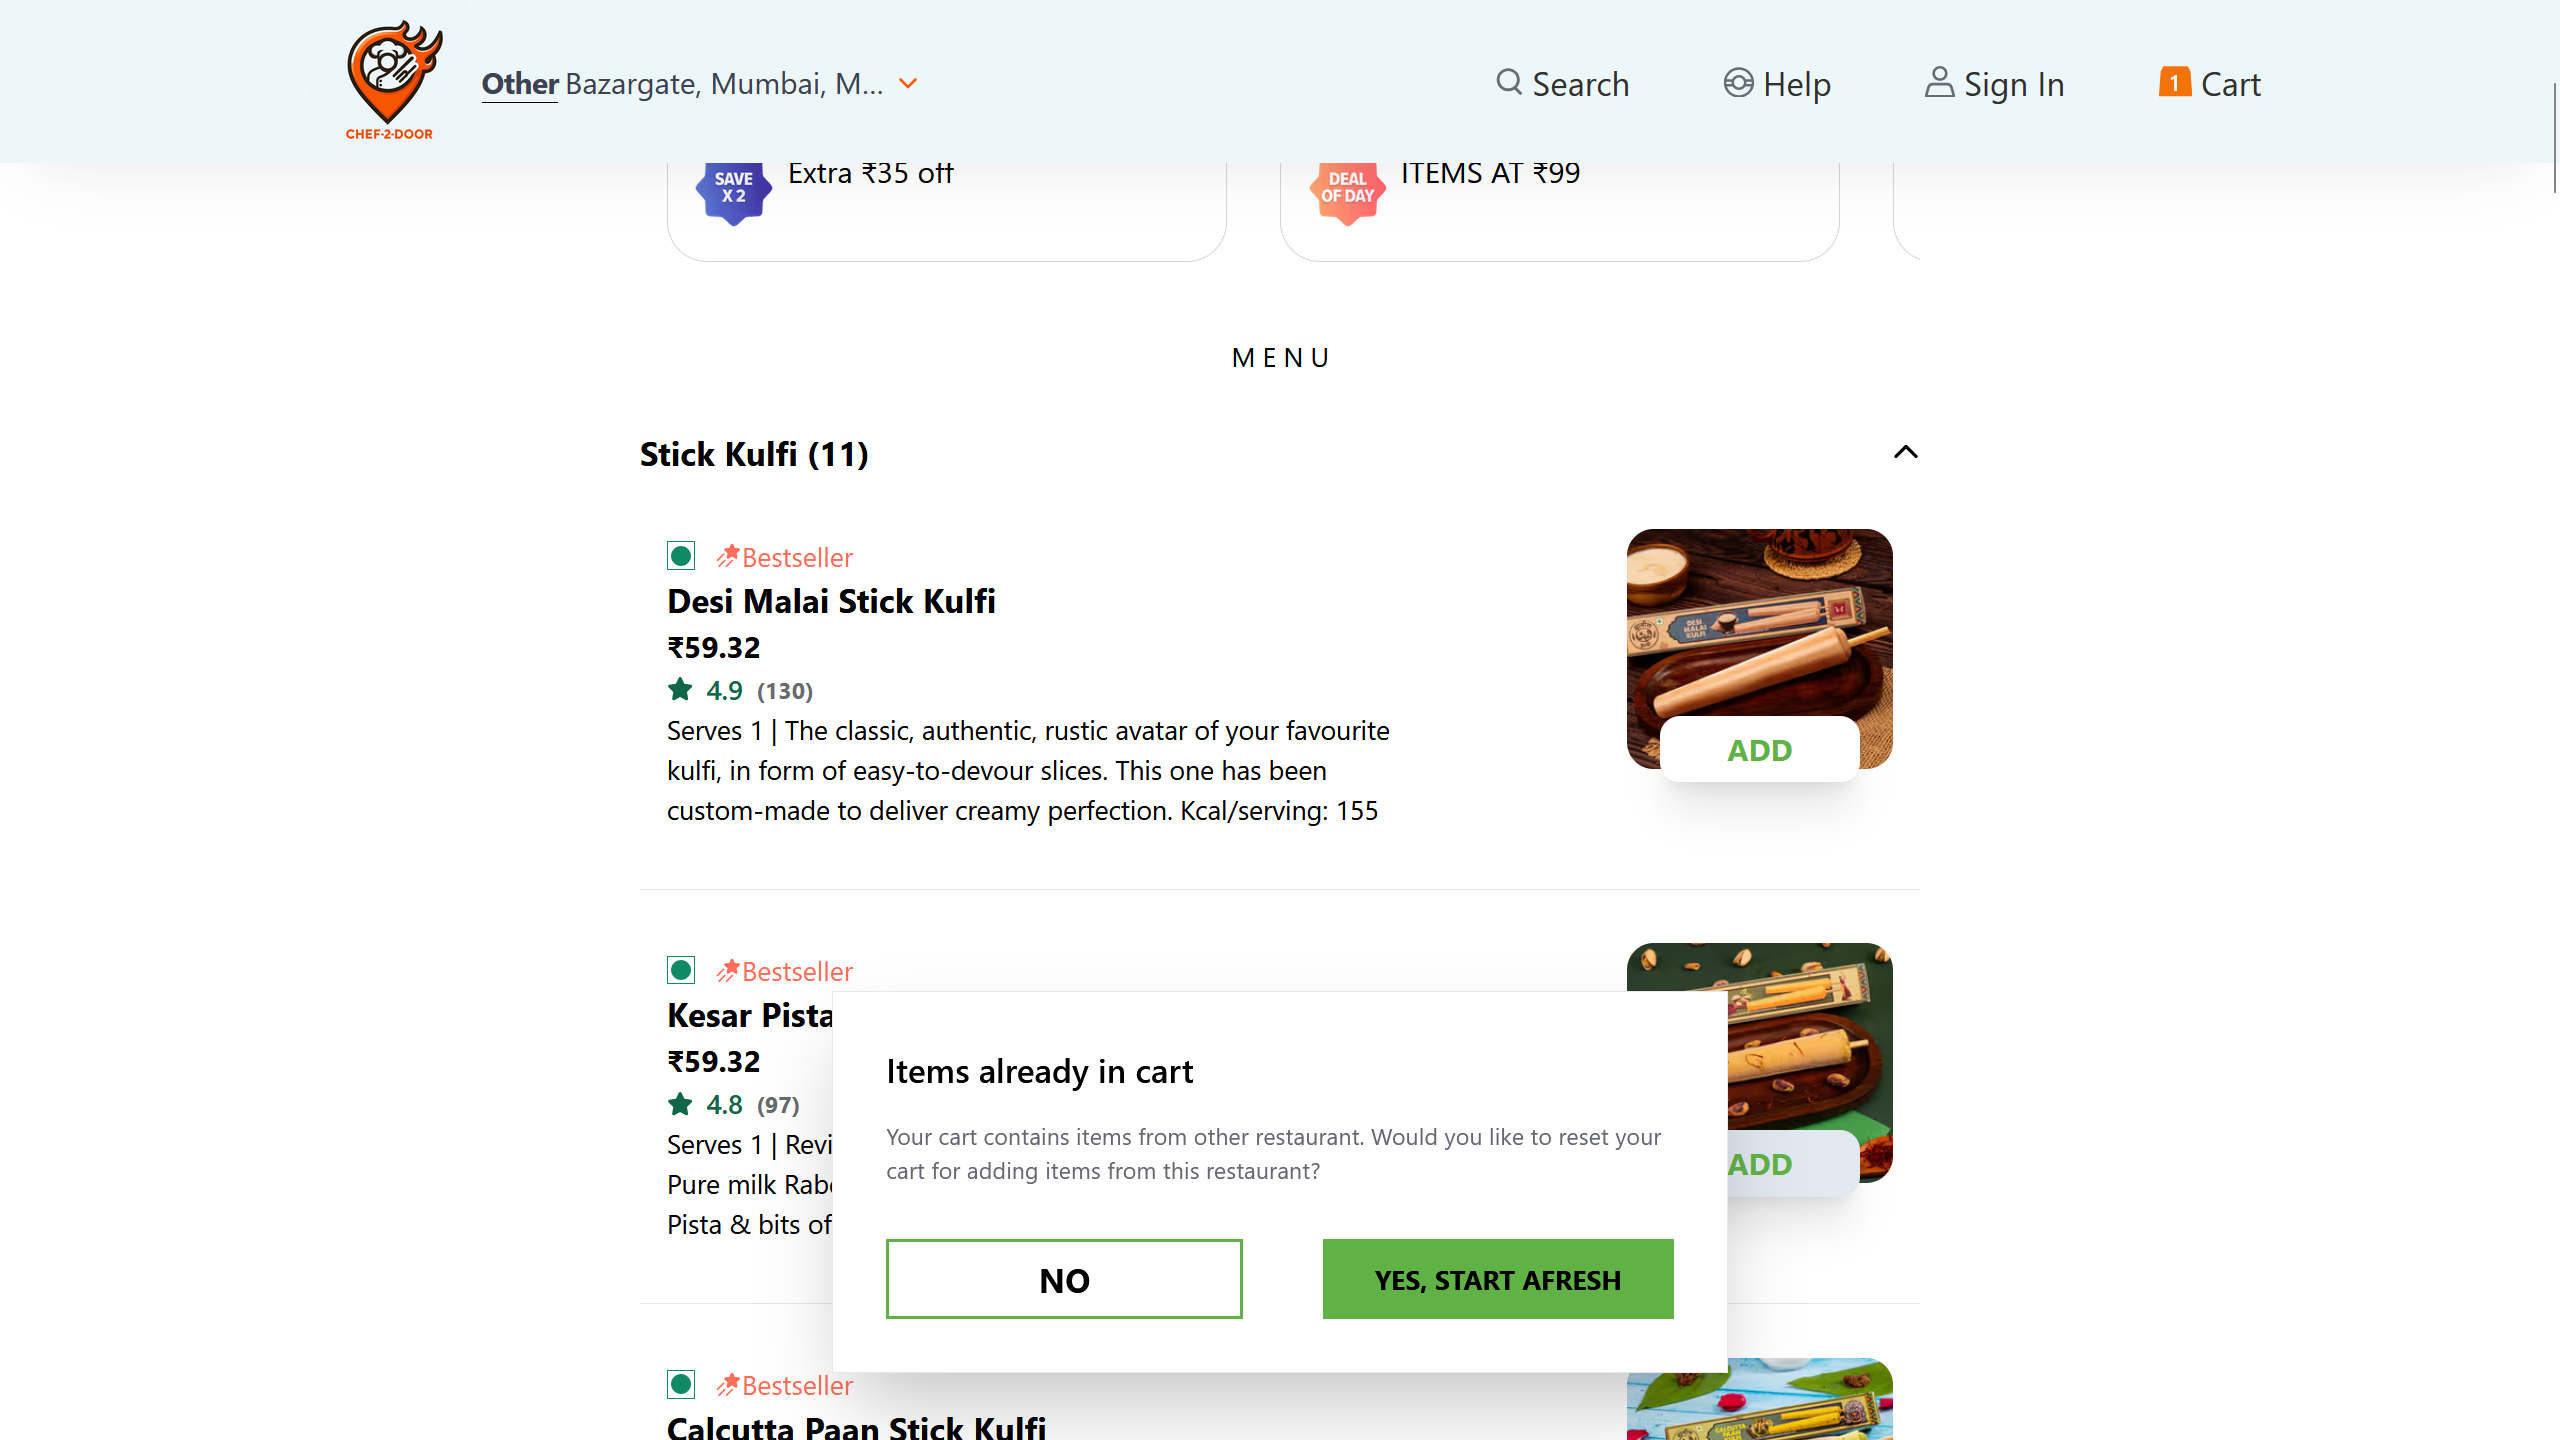 CHEF-2-DOOR
Other Bazargate, Mumbai, M...
Search
Help
Sign In
1 Cart
SAVE
X 2
Extra ₹35 off
DEAL
OF DAY
ITEMS AT ₹99
MENU
Stick Kulfi (11)
Bestseller
Desi Malai Stick Kulfi
₹59.32
4.9 (130)
Serves 1 | The classic, authentic, rustic avatar of your favourite
kulfi, in form of easy-to-devour slices. This one has been
custom-made to deliver creamy perfection. Kcal/serving: 155
DESI
MALAI
KULFI
ADD
Bestseller
Kesar Pista
₹59.32
4.8 (97)
Serves 1 | Revi
Pure milk Rab
Pista & bits of
ADD
Items already in cart
Your cart contains items from other restaurant. Would you like to reset your
cart for adding items from this restaurant?
NO
YES, START AFRESH
Bestseller
Calcutta Paan Stick Kulfi
CALCUTTA
PAAN